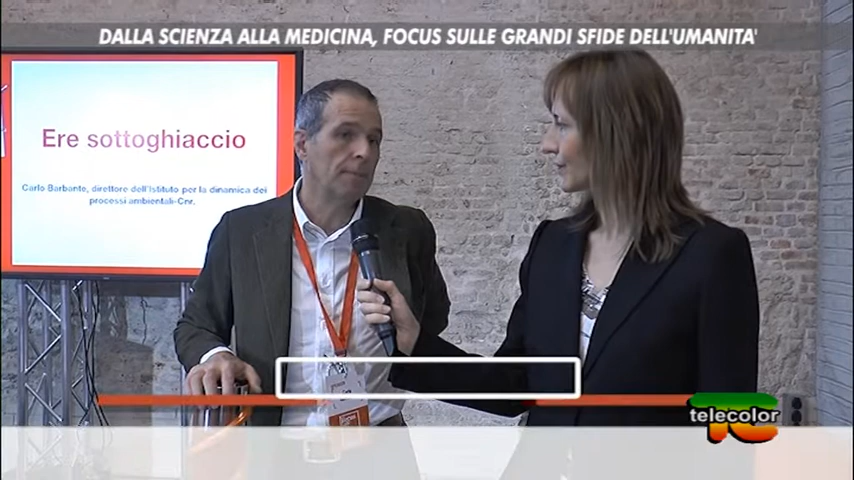 DALLA SCIENZA ALLA MEDICINA, FOCUS SULLE GRANDI SFIDE DELL'UMANITA'
Ere sottoghiaccio
Carlo Barbante, direttore dell'Istituto per la dinamica dei
processi ambientali-Cnr.
telecolor